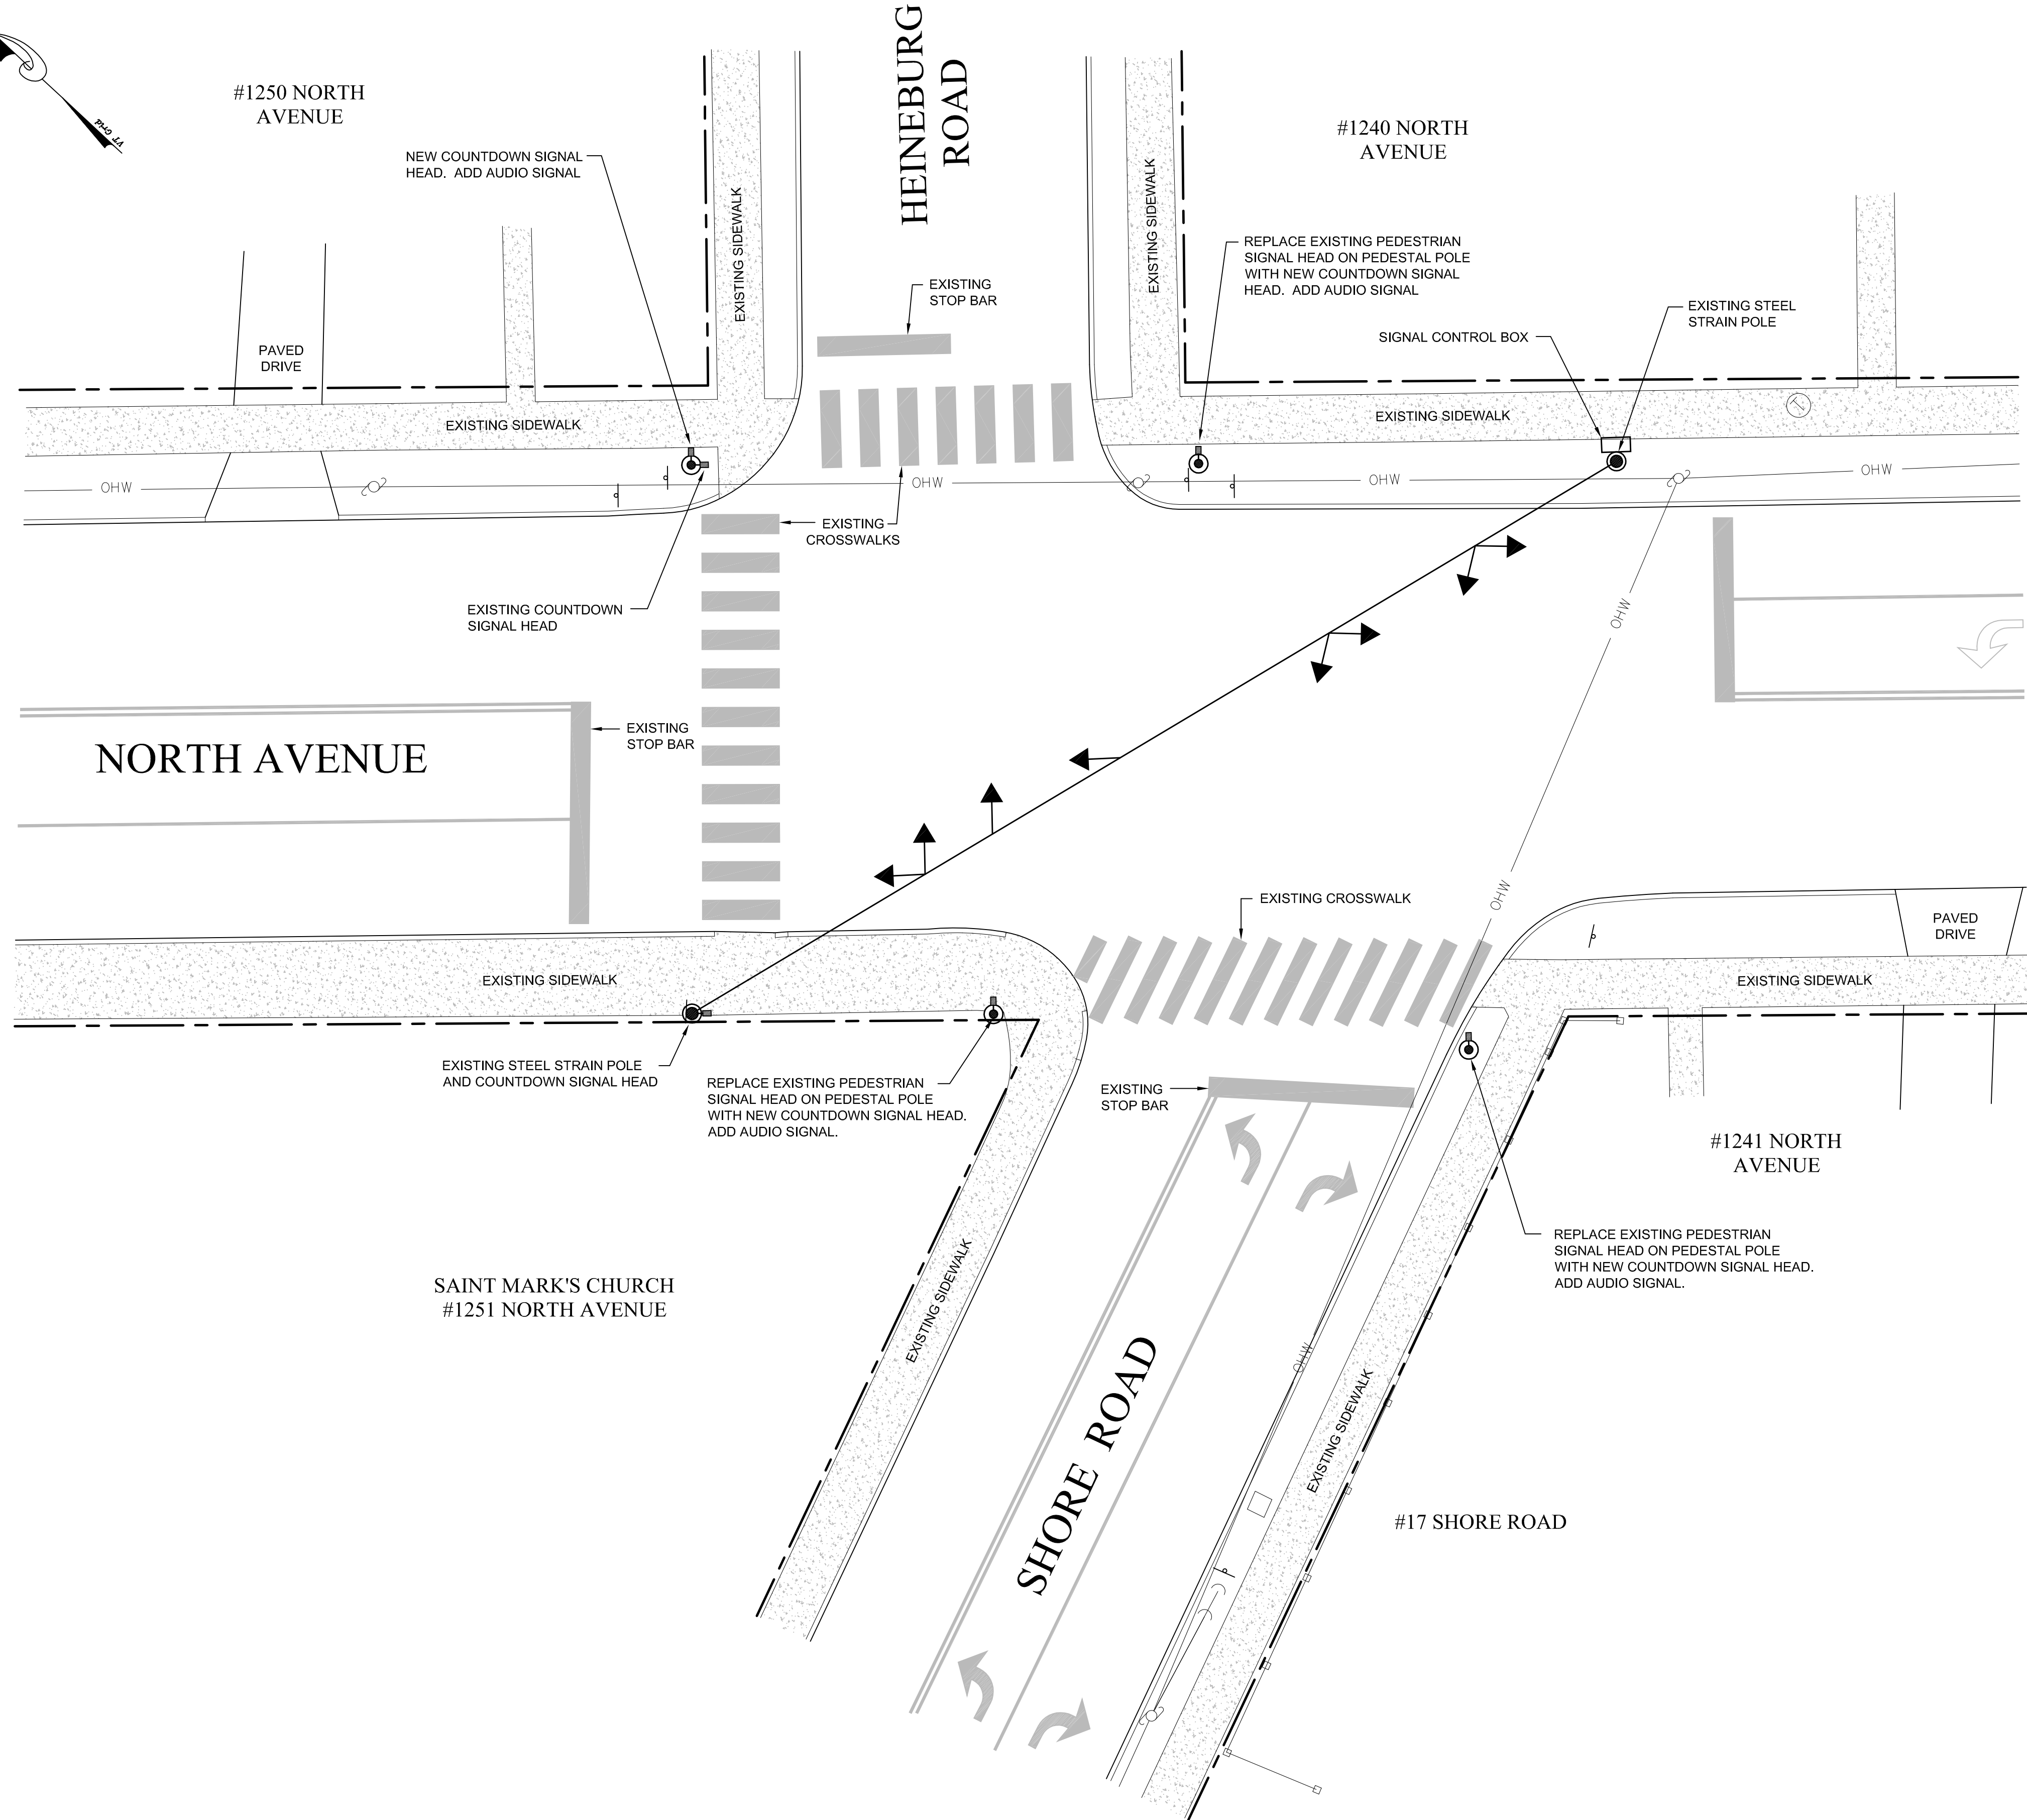 HEINEBURG
ROAD
#1250 NORTH
AVENUE
VT Grid
#1240 NORTH
AVENUE
NEW COUNTDOWN SIGNAL
HEAD.  ADD AUDIO SIGNAL
EXISTING SIDEWALK
EXISTING SIDEWALK
REPLACE EXISTING PEDESTRIAN
SIGNAL HEAD ON PEDESTAL POLE
WITH NEW COUNTDOWN SIGNAL
HEAD.  ADD AUDIO SIGNAL
EXISTING
STOP BAR
EXISTING STEEL
STRAIN POLE
SIGNAL CONTROL BOX
PAVED
DRIVE
EXISTING SIDEWALK
EXISTING SIDEWALK
T
OHW
OHW
OHW
OHW
EXISTING
CROSSWALKS
EXISTING COUNTDOWN
SIGNAL HEAD
OHW
EXISTING
STOP BAR
NORTH AVENUE
OHW
EXISTING CROSSWALK
PAVED
DRIVE
EXISTING SIDEWALK
EXISTING SIDEWALK
EXISTING STEEL STRAIN POLE
AND COUNTDOWN SIGNAL HEAD
REPLACE EXISTING PEDESTRIAN
SIGNAL HEAD ON PEDESTAL POLE
WITH NEW COUNTDOWN SIGNAL HEAD.
ADD AUDIO SIGNAL.
EXISTING
STOP BAR
#1241 NORTH
AVENUE
REPLACE EXISTING PEDESTRIAN
SIGNAL HEAD ON PEDESTAL POLE
WITH NEW COUNTDOWN SIGNAL HEAD.
ADD AUDIO SIGNAL.
SAINT MARK'S CHURCH
#1251 NORTH AVENUE
EXISTING SIDEWALK
OHW
SHORE ROAD
EXISTING SIDEWALK
#17 SHORE ROAD